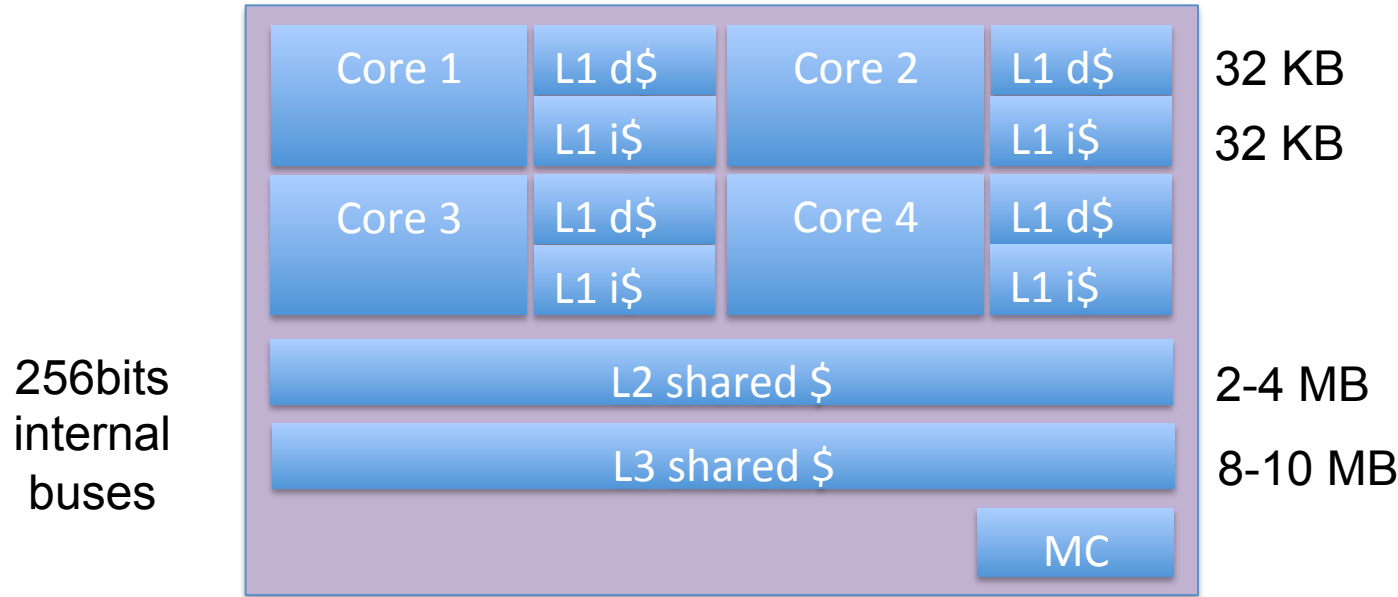 Core 1
L1 d$
Core 2
L1 d$
32 KB
L1 i$
L1 i$
32 KB
Core 3
L1 d$
Core 4
L1 d$
L1 i$
L1 i$
256bits
internal
buses
L2 shared $
2-4 MB
L3 shared $
8-10 MB
MC